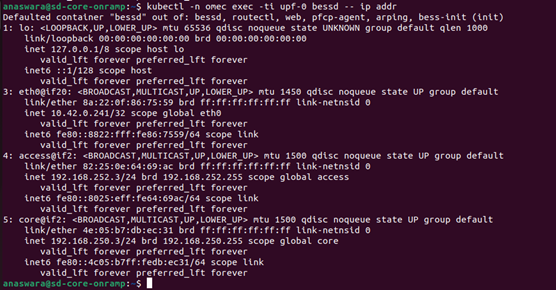 anaswara@sd-core-onramp:~$ kubectl -n omec exec -ti upf-0 bessd -- ip addr
Defaulted container "bessd" out of: bessd, routectl, web, pfcp-agent, arping, bess-init (init)
1: lo: <LOOPBACK,UP,LOWER_UP> mtu 65536 qdisc noqueue state UNKNOWN group default qlen 1000
    link/loopback 00:00:00:00:00:00 brd 00:00:00:00:00:00
    inet 127.0.0.1/8 scope host lo
       valid_lft forever preferred_lft forever
    inet6 ::1/128 scope host
       valid_lft forever preferred_lft forever
3: eth0@if20: <BROADCAST,MULTICAST,UP,LOWER_UP> mtu 1450 qdisc noqueue state UP group default
    link/ether 8a:22:0f:86:75:59 brd ff:ff:ff:ff:ff:ff link-netnsid 0
    inet 10.42.0.241/32 scope global eth0
       valid_lft forever preferred_lft forever
    inet6 fe80::8822:fff:fe86:7559/64 scope link
       valid_lft forever preferred_lft forever
4: access@if2: <BROADCAST,MULTICAST,UP,LOWER_UP> mtu 1500 qdisc noqueue state UP group default
    link/ether 82:25:0e:64:69:ac brd ff:ff:ff:ff:ff:ff link-netnsid 0
    inet 192.168.252.3/24 brd 192.168.252.255 scope global access
       valid_lft forever preferred_lft forever
    inet6 fe80::8025:eff:fe64:69ac/64 scope link
       valid_lft forever preferred_lft forever
5: core@if2: <BROADCAST,MULTICAST,UP,LOWER_UP> mtu 1500 qdisc noqueue state UP group default
    link/ether 4e:05:b7:db:ec:31 brd ff:ff:ff:ff:ff:ff link-netnsid 0
    inet 192.168.250.3/24 brd 192.168.250.255 scope global core
       valid_lft forever preferred_lft forever
    inet6 fe80::4c05:b7ff:fedb:ec31/64 scope link
       valid_lft forever preferred_lft forever
anaswara@sd-core-onramp:~$